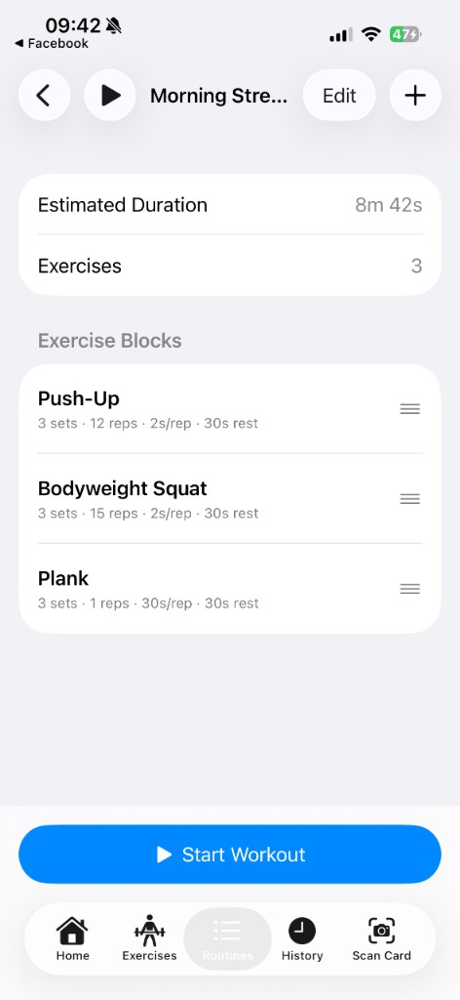 09:42
◀ Facebook
47
Morning Stre...
Edit
Estimated Duration 8m 42s
Exercises 3
Exercise Blocks
Push-Up
3 sets · 12 reps · 2s/rep · 30s rest
Bodyweight Squat
3 sets · 15 reps · 2s/rep · 30s rest
Plank
3 sets · 1 reps · 30s/rep · 30s rest
Start Workout
Home Exercises Routines History Scan Card